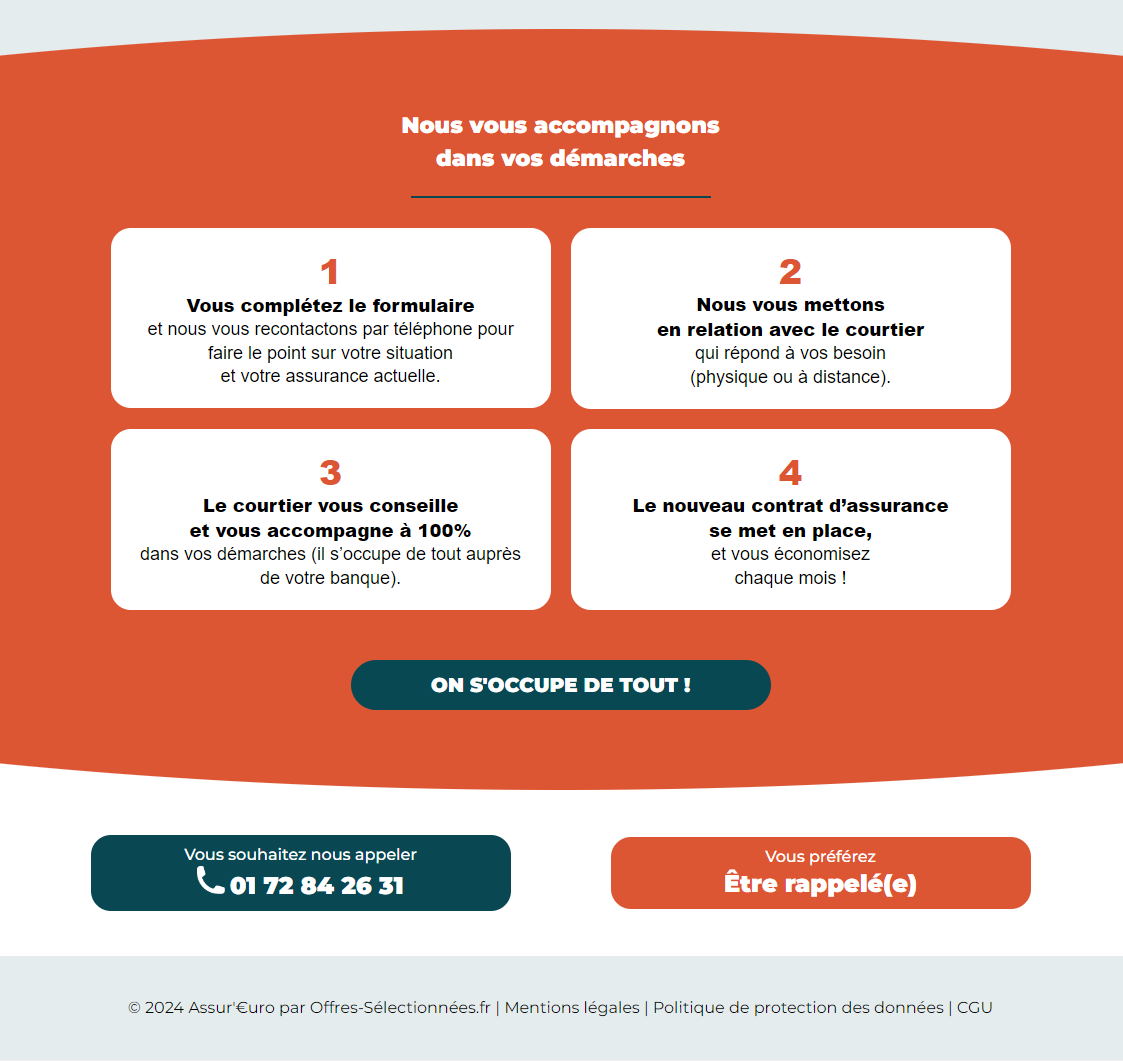 Nous vous accompagnons
dans vos démarches
1
Vous complétez le formulaire
et nous vous recontactons par téléphone pour
faire le point sur votre situation
et votre assurance actuelle.
2
Nous vous mettons
en relation avec le courtier
qui répond à vos besoin
(physique ou à distance).
3
Le courtier vous conseille
et vous accompagne à 100%
dans vos démarches (il s’occupe de tout auprès
de votre banque).
4
Le nouveau contrat d’assurance
se met en place,
et vous économisez
chaque mois !
ON S'OCCUPE DE TOUT !
Vous souhaitez nous appeler
01 72 84 26 31
Vous préférez
Être rappelé(e)
© 2024 Assur'€uro par Offres-Sélectionnées.fr | Mentions légales | Politique de protection des données | CGU